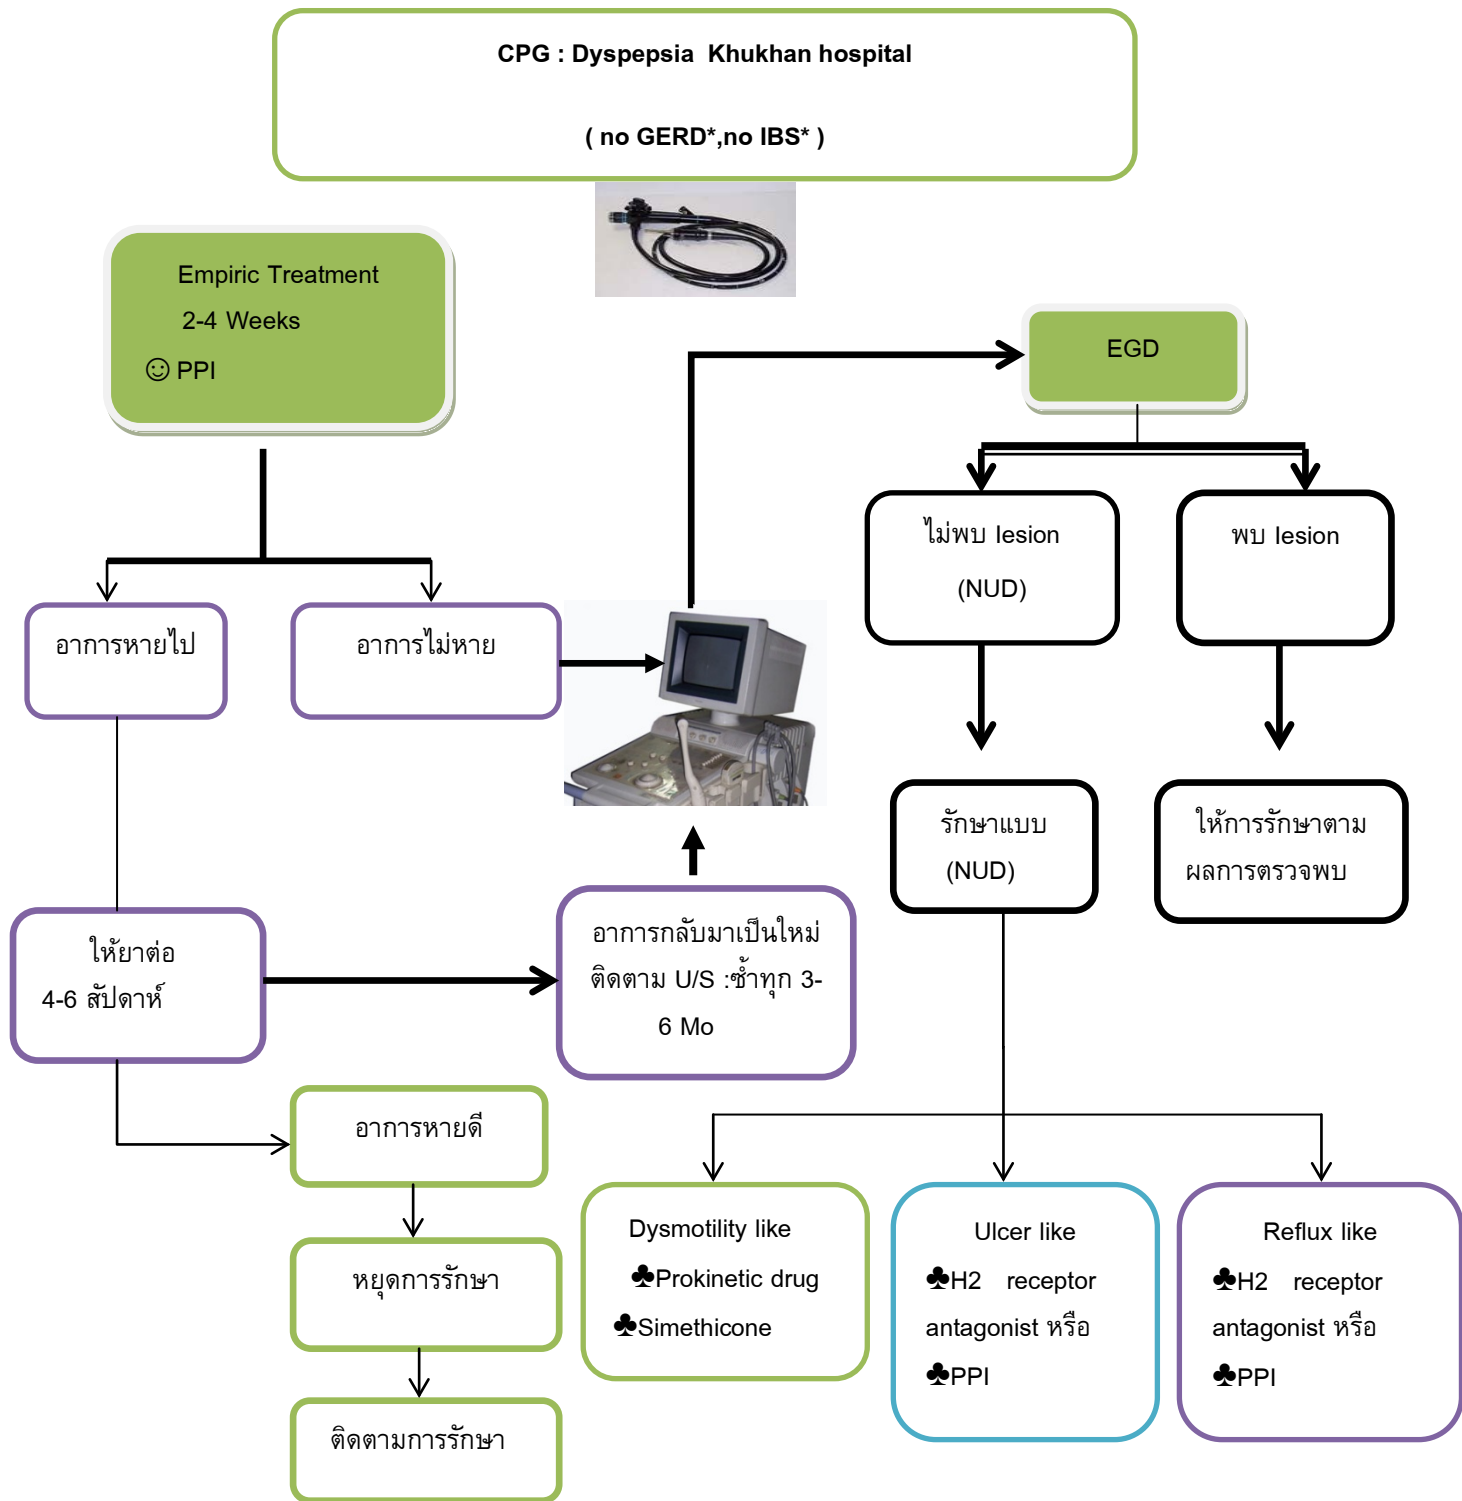 CPG : Dyspepsia Khukhan hospital
( no GERD*,no IBS* )
Empiric Treatment
2-4 Weeks
☺ PPI
EGD
ไม่พบ lesion
(NUD)
พบ lesion
อาการหายไป
อาการไม่หาย
รักษาแบบ
(NUD)
ให้การรักษาตาม
ผลการตรวจพบ
ให้ยาต่อ
4-6 สัปดาห์
อาการกลับมาเป็นใหม่
ติดตาม U/S :ซ้ำทุก 3-
6 Mo
อาการหายดี
หยุดการรักษา
ติดตามการรักษา
Dysmotility like
♣Prokinetic drug
♣Simethicone
Ulcer like
♣H2 receptor
antagonist หรือ
♣PPI
Reflux like
♣H2 receptor
antagonist หรือ
♣PPI